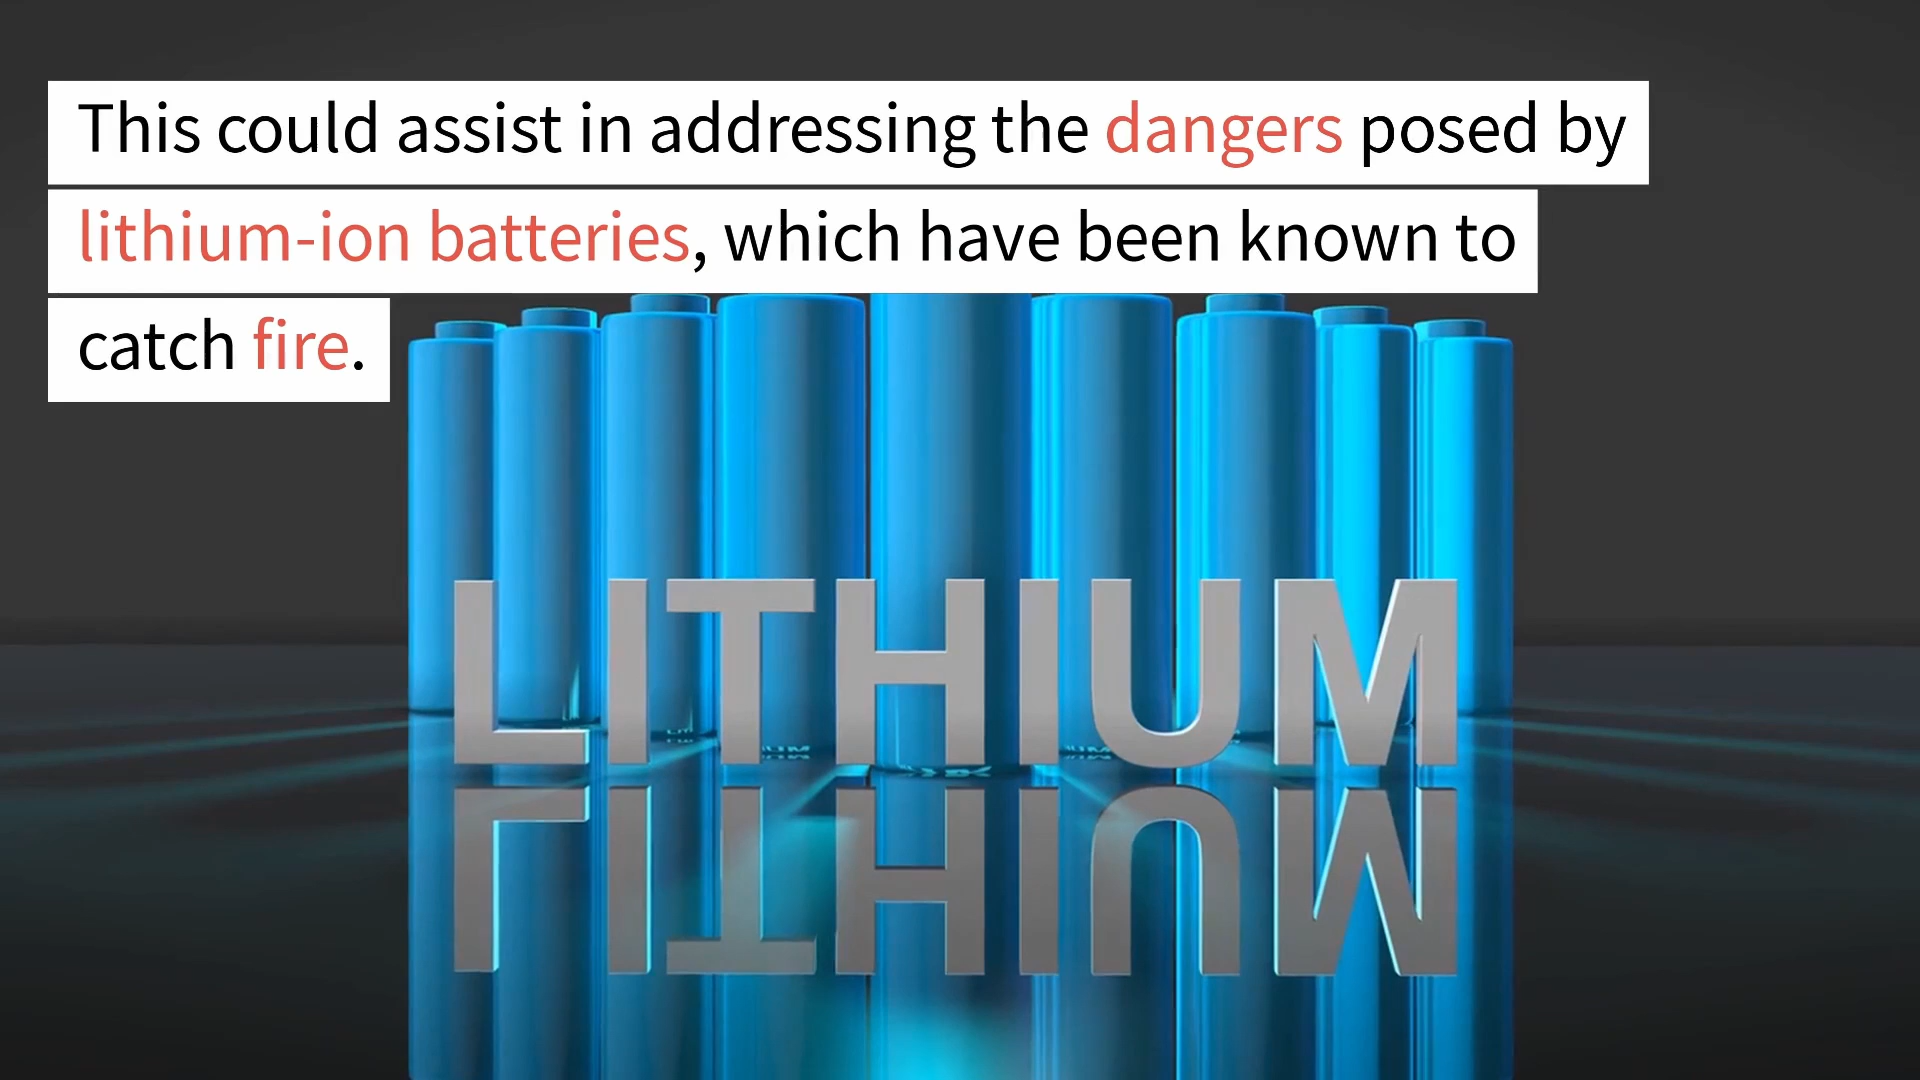 This could assist in addressing the dangers posed by
lithium-ion batteries, which have been known to
catch fire.
LITHIUM